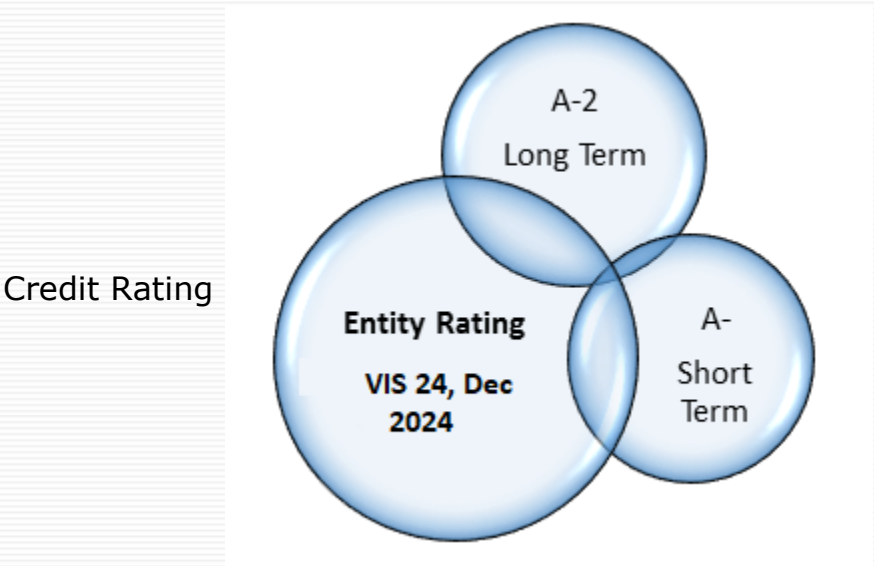 Credit Rating
A-2
Long Term
Entity Rating
VIS 24, Dec
2024
A-
Short
Term